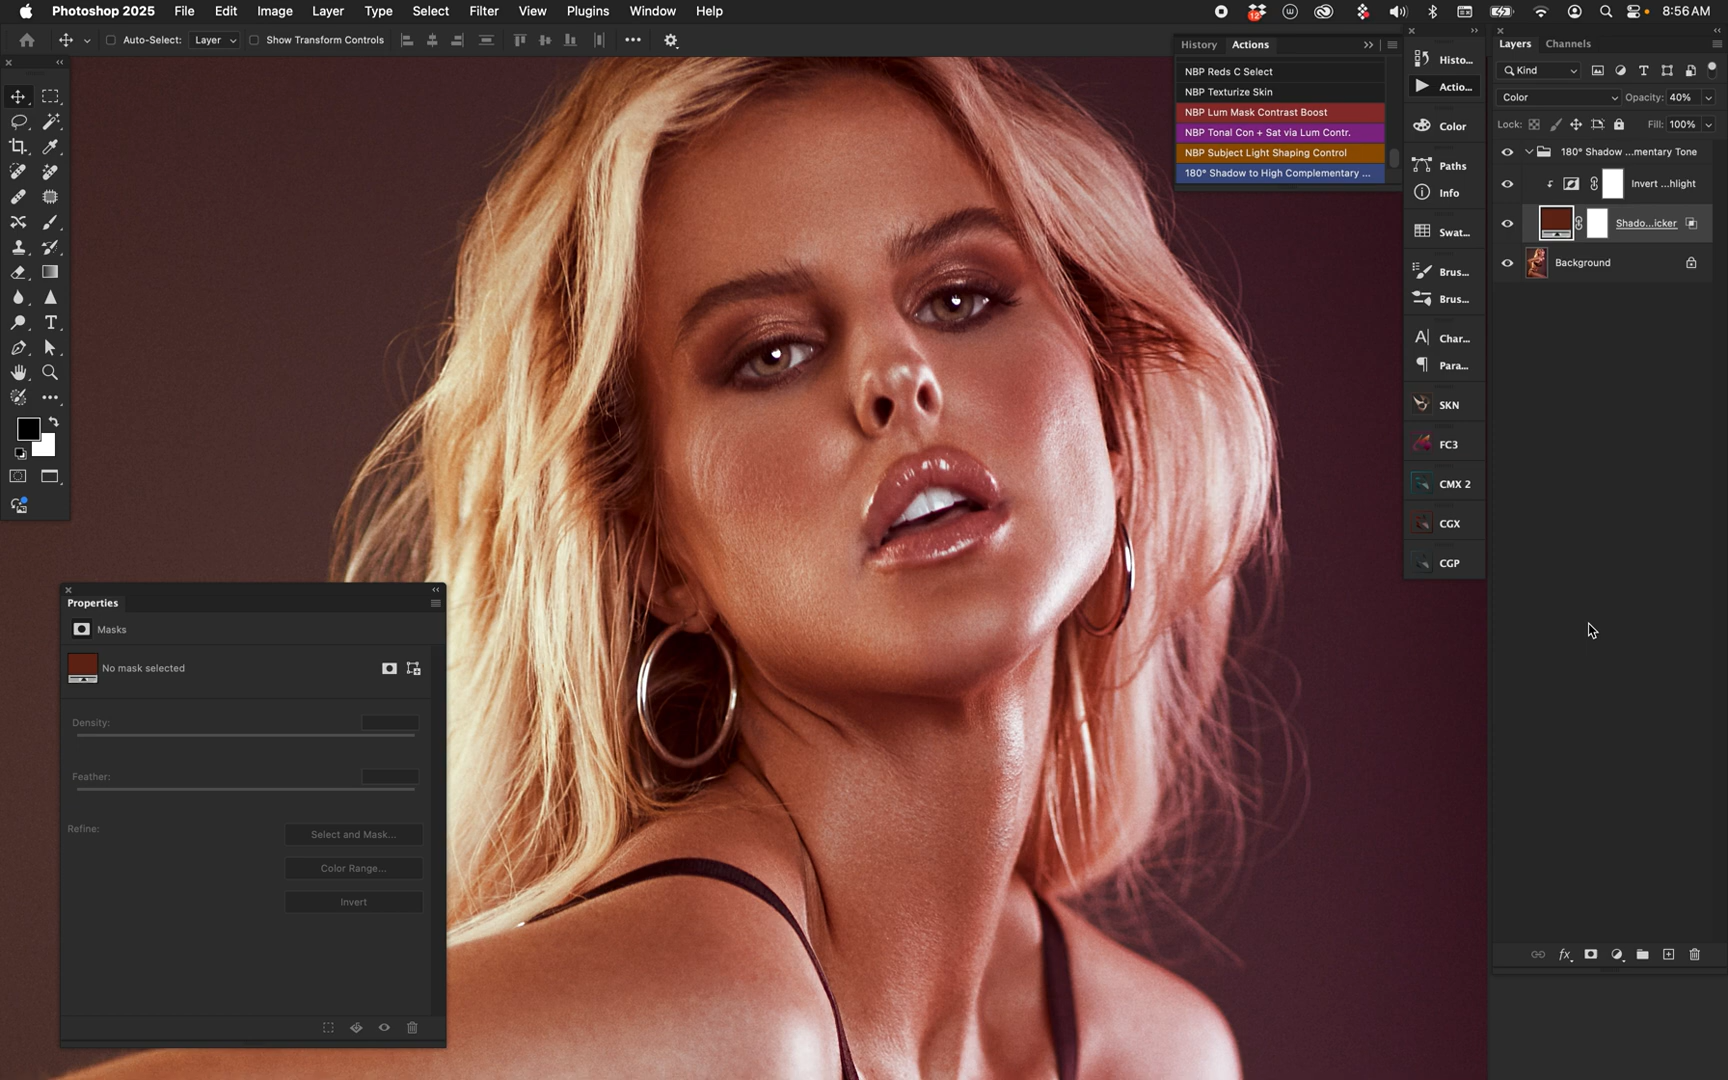 Photoshop 2025 File Edit Image Layer Type Select Filter View Plugins Window Help
12
8:56 AM
Auto-Select: Layer Show Transform Controls
History Actions
NBP Reds C Select
NBP Texturize Skin
NBP Lum Mask Contrast Boost
NBP Tonal Con + Sat via Lum Contr.
NBP Subject Light Shaping Control
180° Shadow to High Complementary ...
Histo...
Actio...
Color
Paths
Info
Swat...
Brus...
Brus...
Char...
Para...
SKN
FC3
CMX 2
CGX
CGP
Layers Channels
Kind
Color Opacity: 40%
Lock: Fill: 100%
180° Shadow ...mentary Tone
Invert ...hlight
Shado...icker
Background
fx
Properties
Masks
No mask selected
Density:
Feather:
Refine:
Select and Mask...
Color Range...
Invert